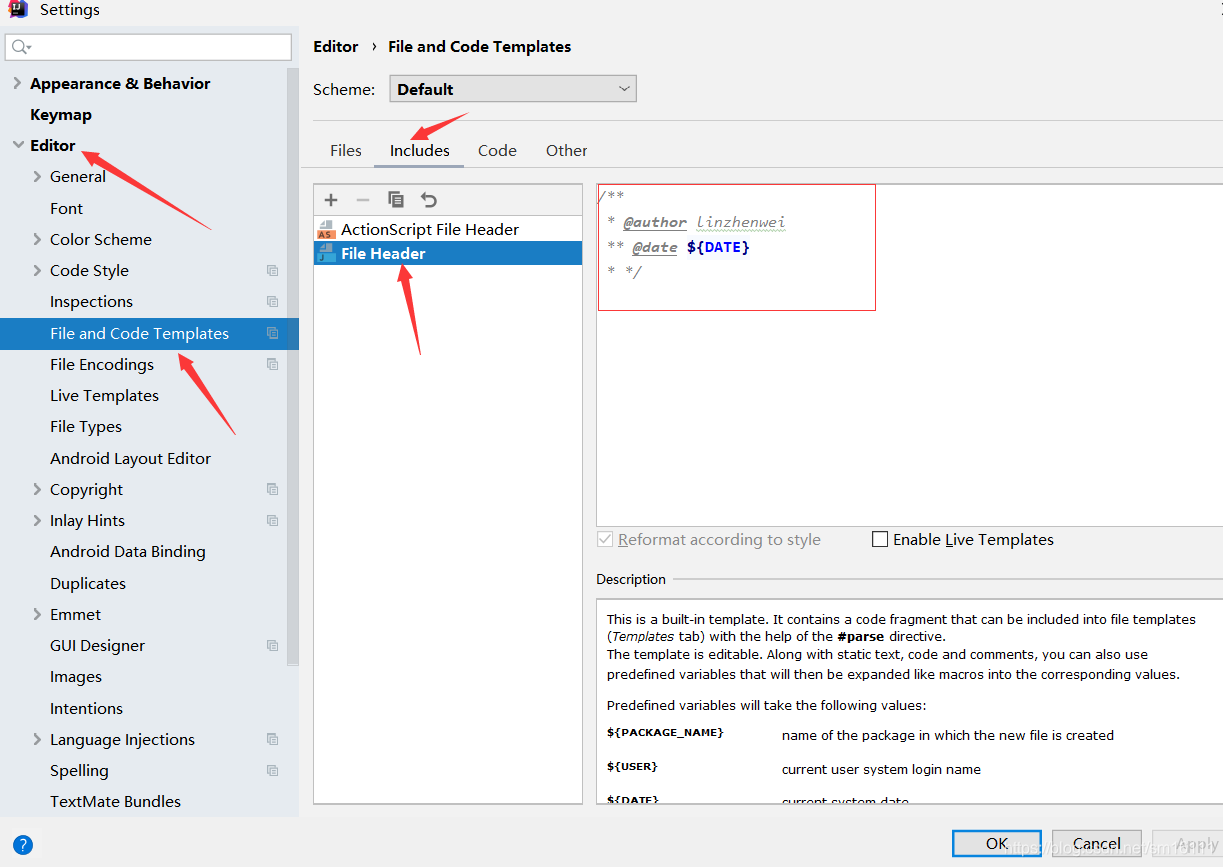 Settings
Editor › File and Code Templates
Scheme: Default
Appearance & Behavior
Keymap
Editor
General
Font
Color Scheme
Code Style
Inspections
File and Code Templates
File Encodings
Live Templates
File Types
Android Layout Editor
Copyright
Inlay Hints
Android Data Binding
Duplicates
Emmet
GUI Designer
Images
Intentions
Language Injections
Spelling
TextMate Bundles
Files Includes Code Other
ActionScript File Header
File Header
/**
* @author linzhenwei
** @date ${DATE}
* */
Reformat according to style
Enable Live Templates
Description
This is a built-in template. It contains a code fragment that can be included into file templates
(Templates tab) with the help of the #parse directive.
The template is editable. Along with static text, code and comments, you can also use
predefined variables that will then be expanded like macros into the corresponding values.
Predefined variables will take the following values:
${PACKAGE_NAME} name of the package in which the new file is created
${USER} current user system login name
${DATE} current system date
OK Cancel Apply